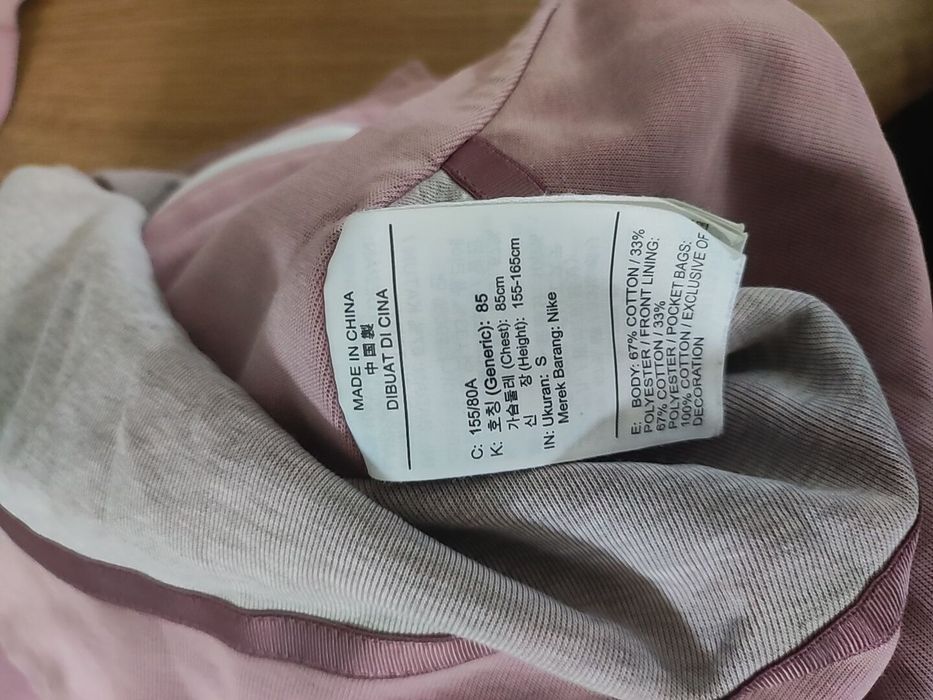 MADE IN CHINA
中国製
DIBUAT DI CINA
C: 155/80A
K: 호칭 (Generic): 85
가슴둘레 (Chest): 85cm
신 장 (Height): 155-165cm
IN: Ukuran: S
Merek Barang: Nike
E: BODY: 67% COTTON / 33%
POLYESTER / FRONT LINING:
67% COTTON / 33%
POLYESTER / POCKET BAGS:
100% COTTON / EXCLUSIVE OF
DECORATION